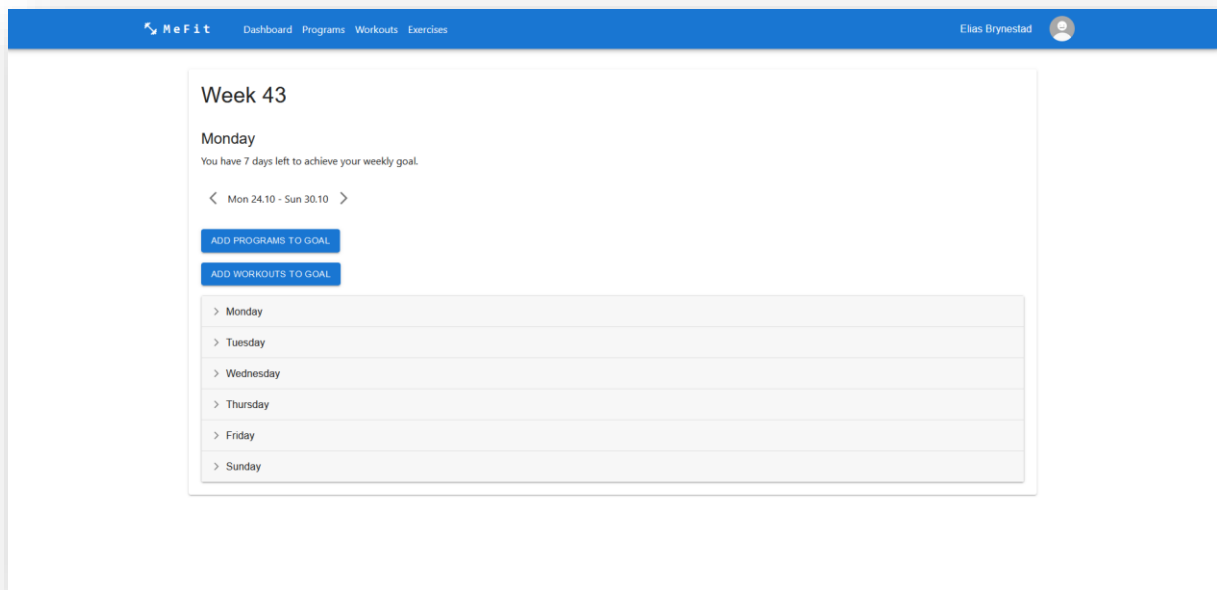 MeFit Dashboard Programs Workouts Exercises Elias Brynestad
Week 43
Monday
You have 7 days left to achieve your weekly goal.
Mon 24.10 - Sun 30.10
ADD PROGRAMS TO GOAL
ADD WORKOUTS TO GOAL
Monday
Tuesday
Wednesday
Thursday
Friday
Sunday